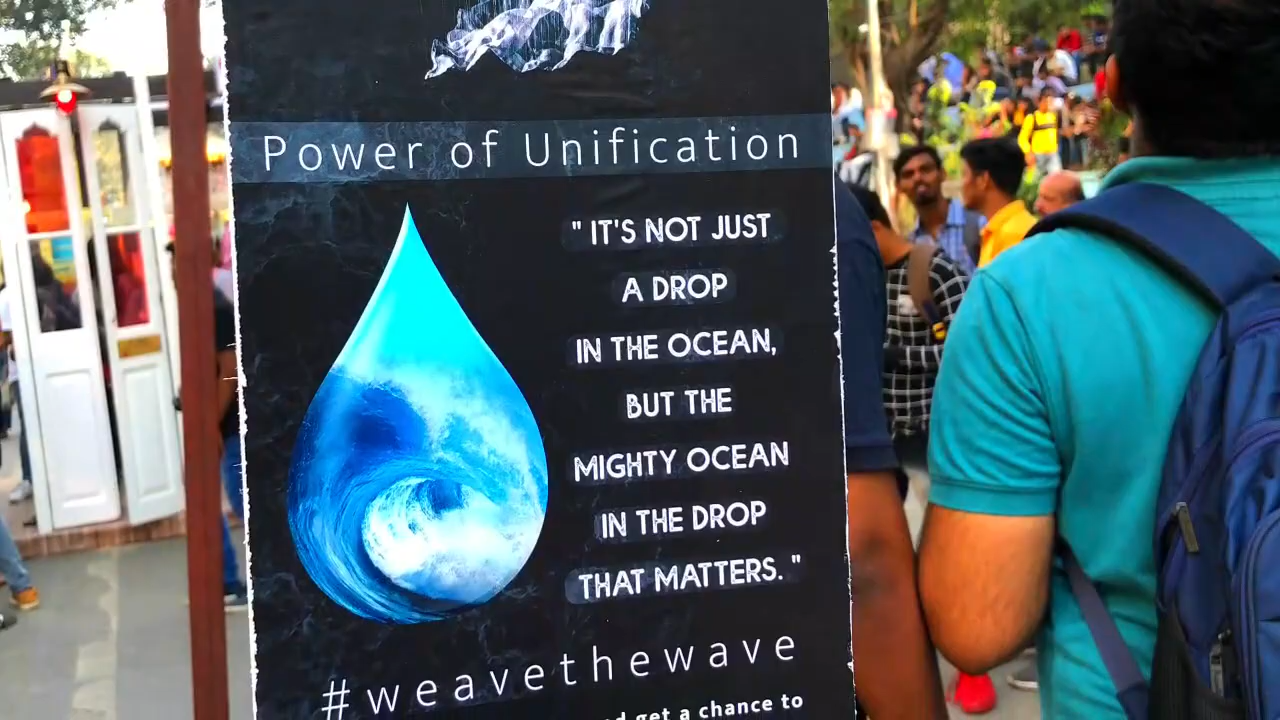 Power of Unification
" IT'S NOT JUST
A DROP
IN THE OCEAN,
BUT THE
MIGHTY OCEAN
IN THE DROP
THAT MATTERS. "
#weavethewave
get a chance to